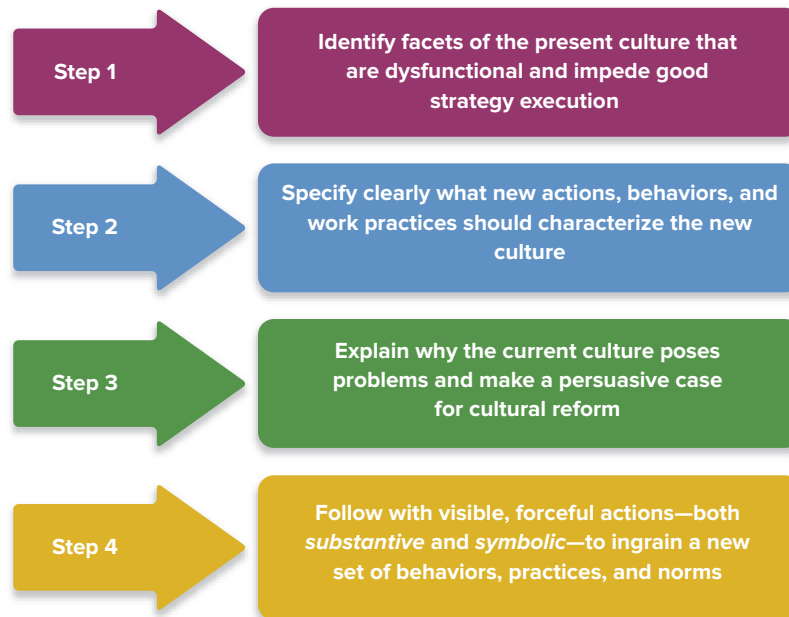 Step 1
Identify facets of the present culture that
are dysfunctional and impede good
strategy execution
Step 2
Specify clearly what new actions, behaviors, and
work practices should characterize the new
culture
Step 3
Explain why the current culture poses
problems and make a persuasive case
for cultural reform
Step 4
Follow with visible, forceful actions—both
substantive and symbolic—to ingrain a new
set of behaviors, practices, and norms